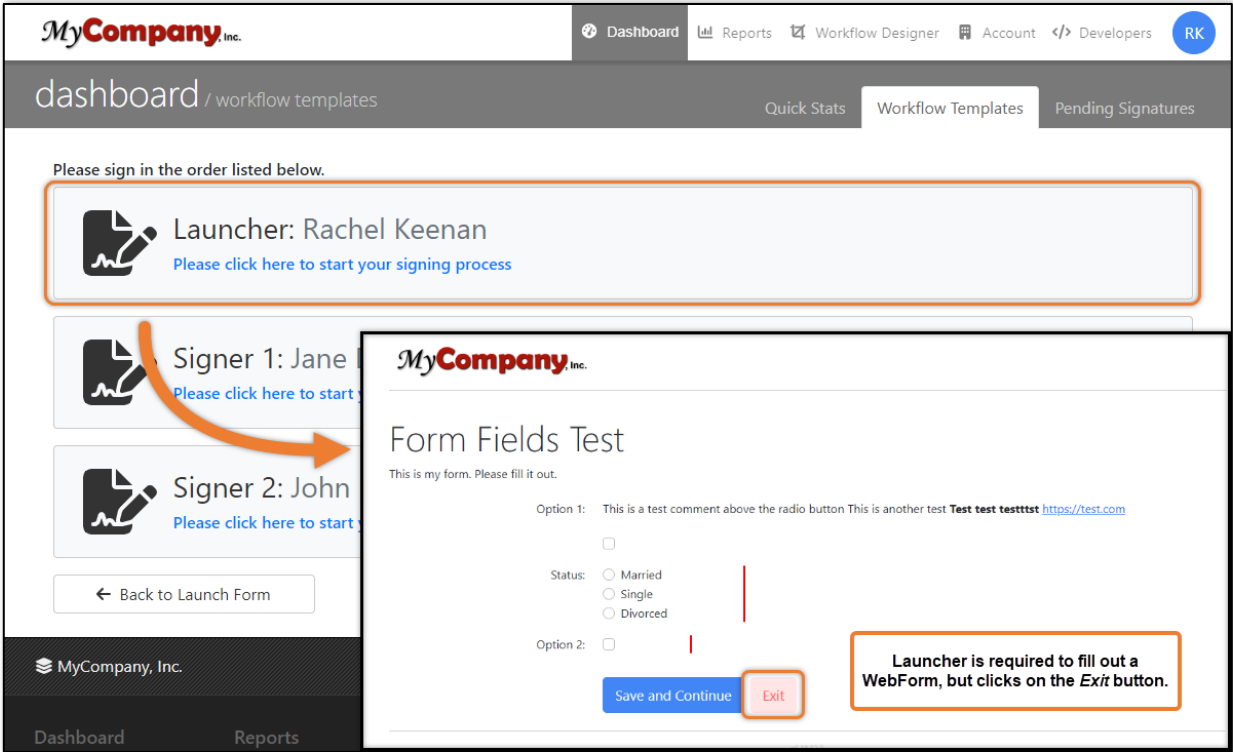 MyCompany, Inc.
Dashboard Reports Workflow Designer Account </> Developers RK
dashboard / workflow templates
Quick Stats Workflow Templates Pending Signatures
Please sign in the order listed below.
Launcher: Rachel Keenan
Please click here to start your signing process
Signer 1: Jane
Please click here to start
Signer 2: John
Please click here to start
← Back to Launch Form
MyCompany, Inc.
Dashboard Reports
MyCompany, Inc.
Form Fields Test
This is my form. Please fill it out.
Option 1: This is a test comment above the radio button This is another test Test test testttst https://test.com
Status: Married
Single
Divorced
Option 2:
Save and Continue Exit
Launcher is required to fill out a
WebForm, but clicks on the Exit button.